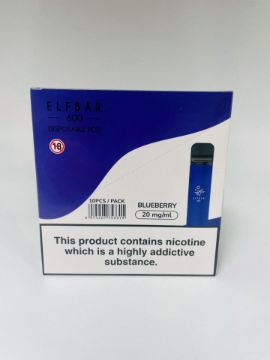 ELFBAR
600
DISPOSABLE POD
18
10PCS / PACK
BLUEBERRY
20 mg/ml
This product contains nicotine
which is a highly addictive
substance.